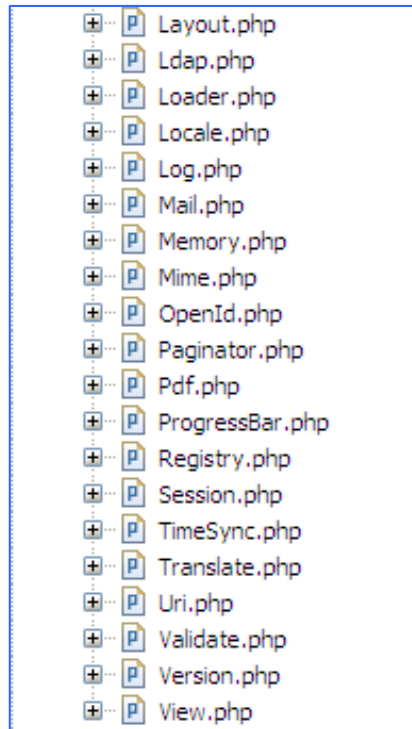 Layout.php
Ldap.php
Loader.php
Locale.php
Log.php
Mail.php
Memory.php
Mime.php
OpenId.php
Paginator.php
Pdf.php
ProgressBar.php
Registry.php
Session.php
TimeSync.php
Translate.php
Uri.php
Validate.php
Version.php
View.php